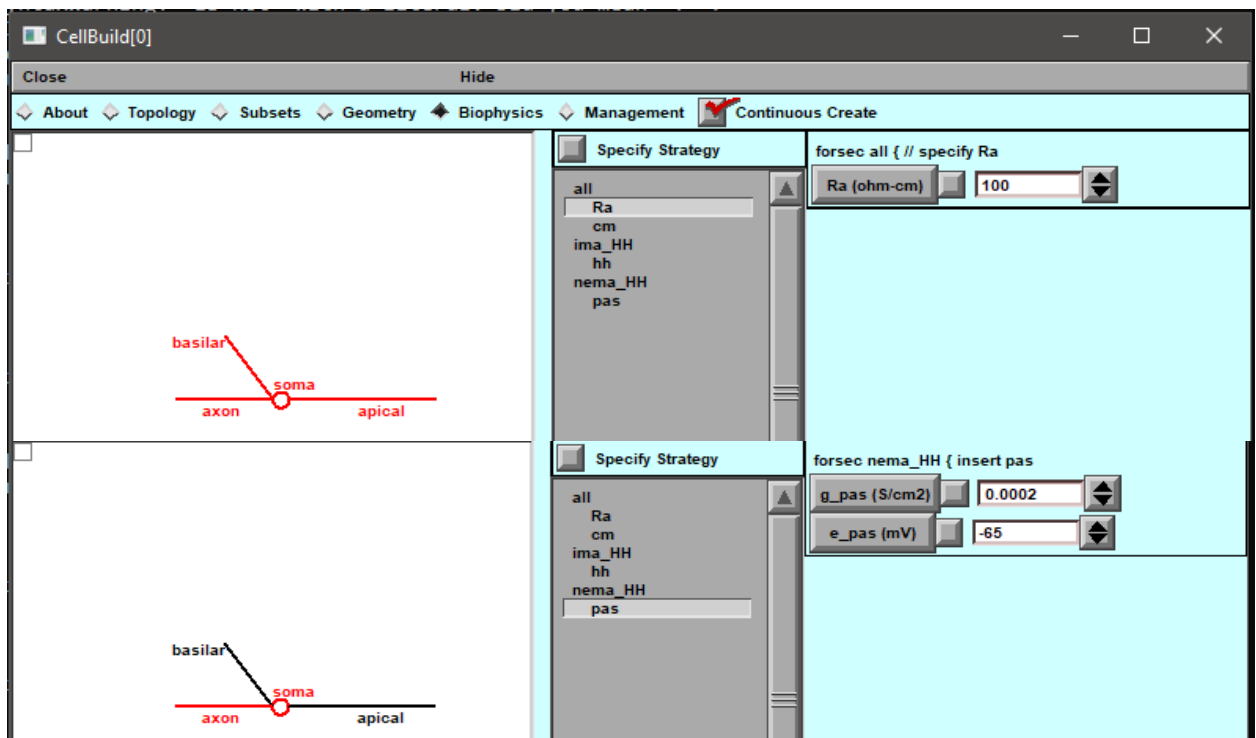 CellBuild[0]
Close Hide
About Topology Subsets Geometry Biophysics Management Continuous Create
Specify Strategy
all
Ra
cm
ima_HH
hh
nema_HH
pas
forsec all { // specify Ra
Ra (ohm-cm) 100
basilar
soma
axon apical
Specify Strategy
all
Ra
cm
ima_HH
hh
nema_HH
pas
forsec nema_HH { insert pas
g_pas (S/cm2) 0.0002
e_pas (mV) -65
basilar
soma
axon apical